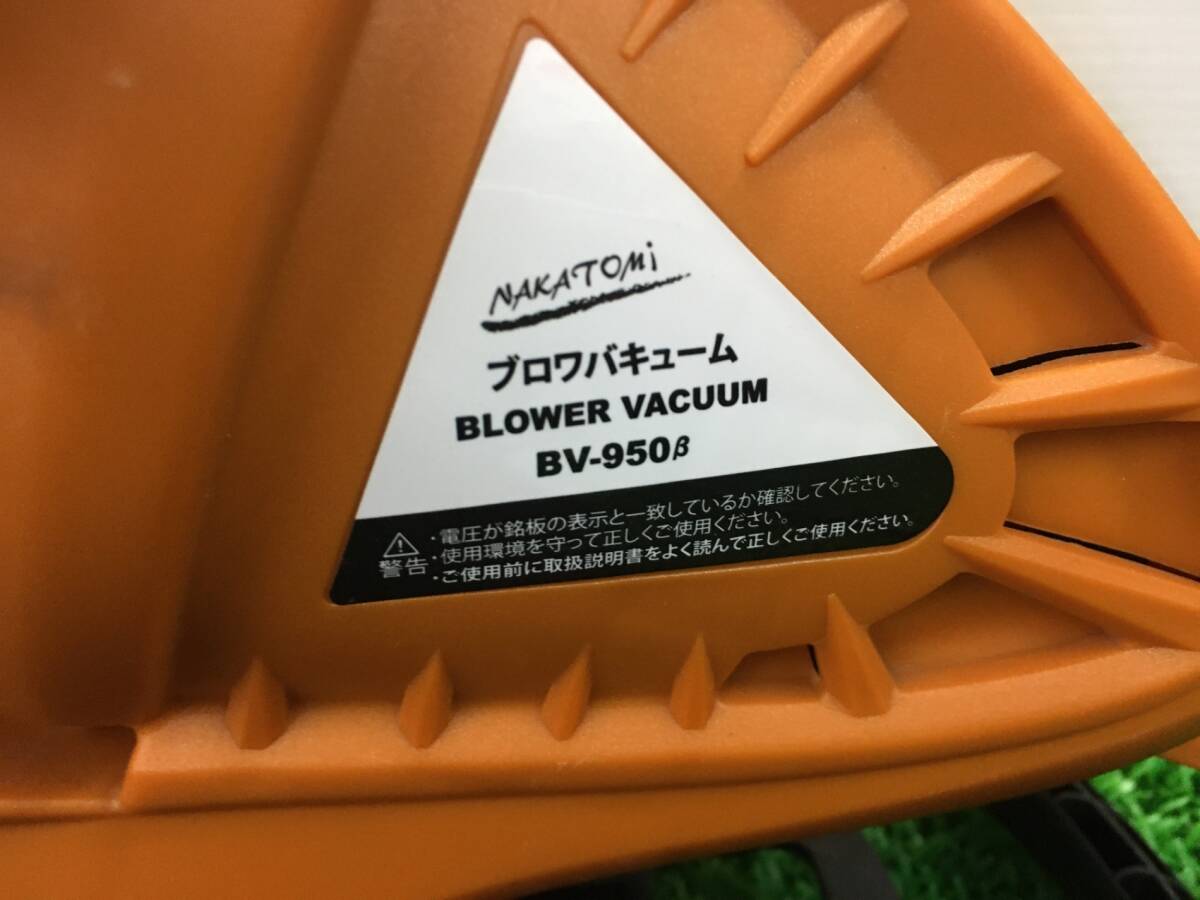 NAKATOMi
ブロワバキューム
BLOWER VACUUM
BV-950β
警告
・電圧が銘板の表示と一致しているか確認してください。
・使用環境を守って正しくご使用ください。
・ご使用前に取扱説明書をよく読んで正しくご使用ください。